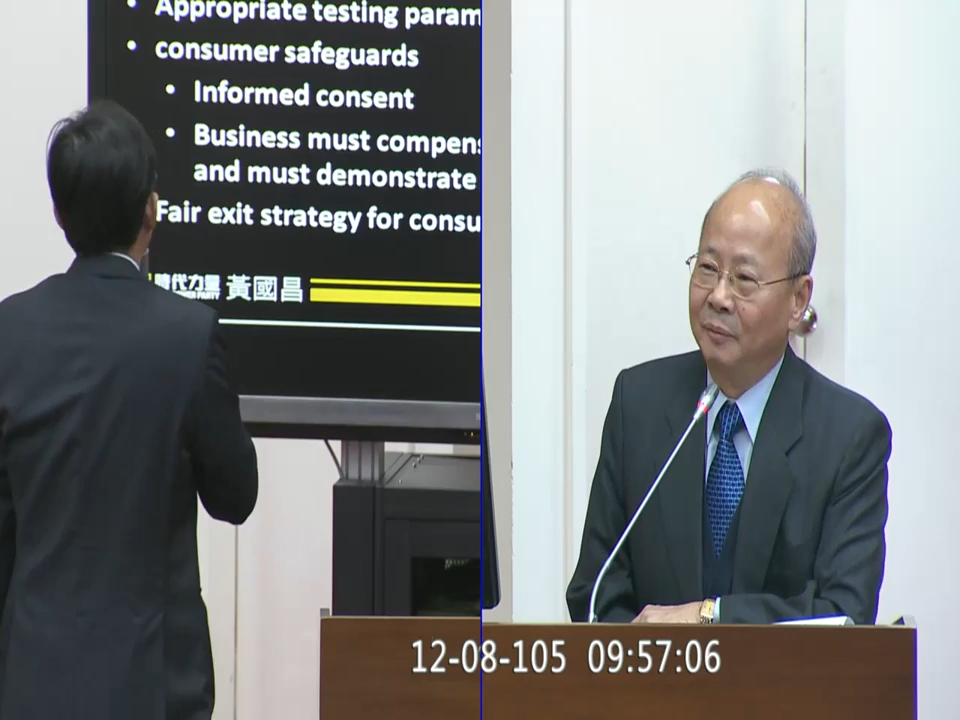 • Appropriate testing param
• consumer safeguards
• Informed consent
• Business must compens
and must demonstrate
Fair exit strategy for consu
時代力量 黃國昌
PARTY
12-08-105 09:57:06